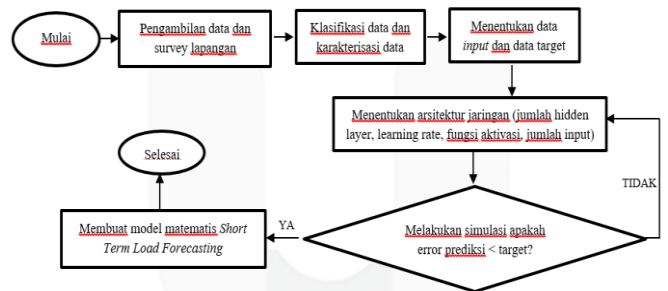 Mulai
Pengambilan data dan
survey lapangan
Klasifikasi data dan
karakterisasi data
Menentukan data
input dan data target
Menentukan arsitektur jaringan (jumlah hidden
layer, learning rate, fungsi aktivasi, jumlah input)
Melakukan simulasi apakah
error prediksi < target?
TIDAK
YA
Membuat model matematis Short
Term Load Forecasting
Selesai